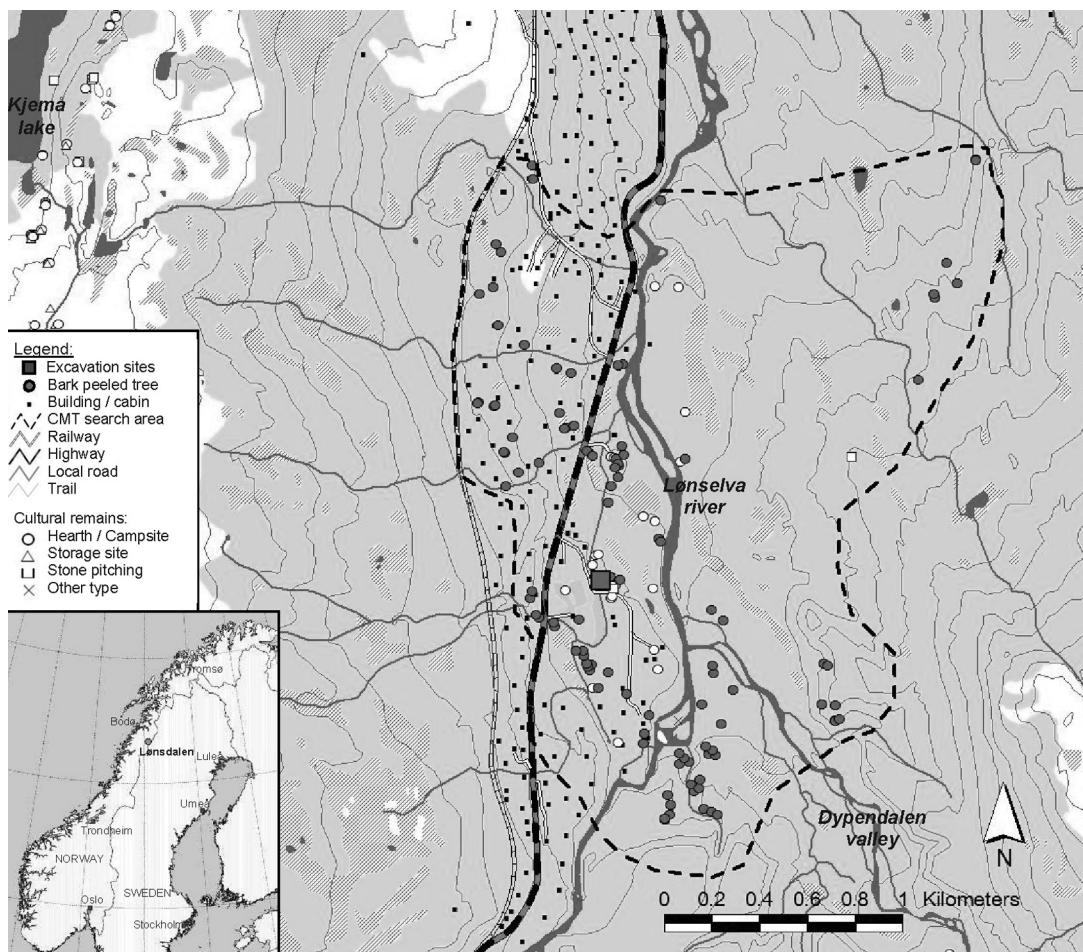 Kjemå
lake
Legend:
Excavation sites
Bark peeled tree
Building / cabin
CMT search area
Railway
Highway
Local road
Trail
Cultural remains:
Hearth / Campsite
Storage site
Stone pitching
Other type
Lønselva
river
Dypendalen
valley
N
0 0.2 0.4 0.6 0.8 1 Kilometers
Tromsø
Bodø
Lønsdalen
Luleå
Umeå
Trondheim
NORWAY
SWEDEN
Oslo
Stockholm